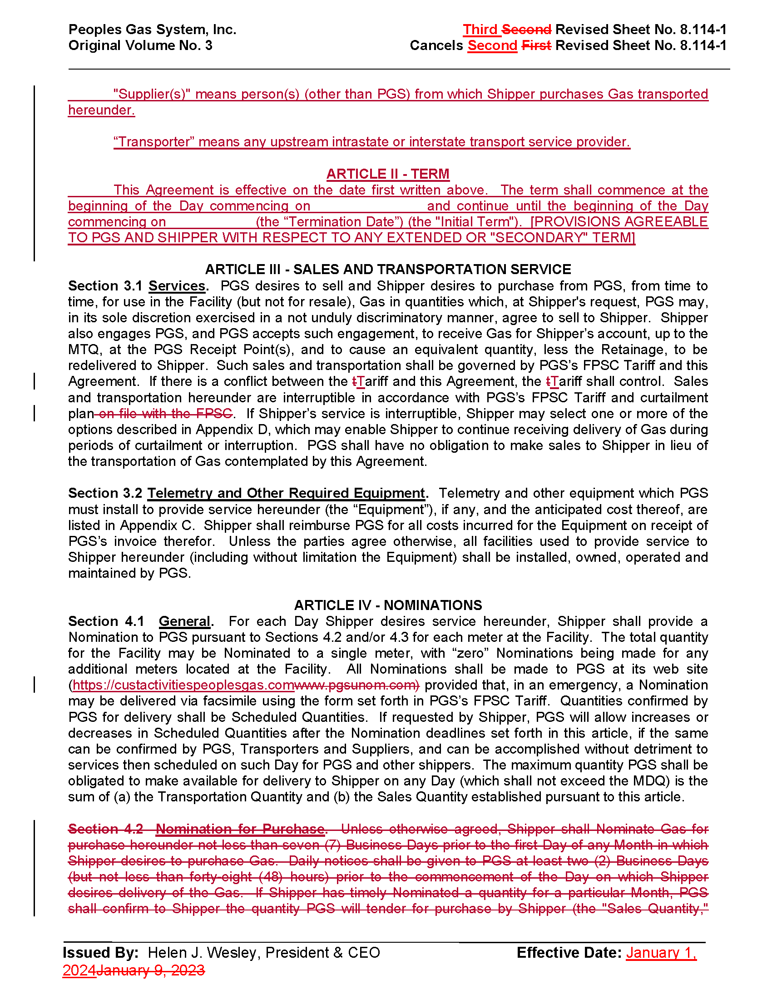 Peoples Gas System, Inc. Third Second Revised Sheet No. 8.114-1
Original Volume No. 3 Cancels Second First Revised Sheet No. 8.114-1
"Supplier(s)" means person(s) (other than PGS) from which Shipper purchases Gas transported
hereunder.
“Transporter” means any upstream intrastate or interstate transport service provider.
ARTICLE II - TERM
This Agreement is effective on the date first written above. The term shall commence at the
beginning of the Day commencing on and continue until the beginning of the Day
commencing on (the “Termination Date”) (the "Initial Term"). [PROVISIONS AGREEABLE
TO PGS AND SHIPPER WITH RESPECT TO ANY EXTENDED OR "SECONDARY" TERM]
ARTICLE III - SALES AND TRANSPORTATION SERVICE
Section 3.1 Services. PGS desires to sell and Shipper desires to purchase from PGS, from time to
time, for use in the Facility (but not for resale), Gas in quantities which, at Shipper's request, PGS may,
in its sole discretion exercised in a not unduly discriminatory manner, agree to sell to Shipper. Shipper
also engages PGS, and PGS accepts such engagement, to receive Gas for Shipper’s account, up to the
MTQ, at the PGS Receipt Point(s), and to cause an equivalent quantity, less the Retainage, to be
redelivered to Shipper. Such sales and transportation shall be governed by PGS’s FPSC Tariff and this
Agreement. If there is a conflict between the tTariff and this Agreement, the tTariff shall control. Sales
and transportation hereunder are interruptible in accordance with PGS’s FPSC Tariff and curtailment
plan on file with the FPSC. If Shipper’s service is interruptible, Shipper may select one or more of the
options described in Appendix D, which may enable Shipper to continue receiving delivery of Gas during
periods of curtailment or interruption. PGS shall have no obligation to make sales to Shipper in lieu of
the transportation of Gas contemplated by this Agreement.
Section 3.2 Telemetry and Other Required Equipment. Telemetry and other equipment which PGS
must install to provide service hereunder (the “Equipment”), if any, and the anticipated cost thereof, are
listed in Appendix C. Shipper shall reimburse PGS for all costs incurred for the Equipment on receipt of
PGS’s invoice therefor. Unless the parties agree otherwise, all facilities used to provide service to
Shipper hereunder (including without limitation the Equipment) shall be installed, owned, operated and
maintained by PGS.
ARTICLE IV - NOMINATIONS
Section 4.1 General. For each Day Shipper desires service hereunder, Shipper shall provide a
Nomination to PGS pursuant to Sections 4.2 and/or 4.3 for each meter at the Facility. The total quantity
for the Facility may be Nominated to a single meter, with “zero” Nominations being made for any
additional meters located at the Facility. All Nominations shall be made to PGS at its web site
(https://custactivitiespeoplesgas.comwww.pgsunom.com) provided that, in an emergency, a Nomination
may be delivered via facsimile using the form set forth in PGS’s FPSC Tariff. Quantities confirmed by
PGS for delivery shall be Scheduled Quantities. If requested by Shipper, PGS will allow increases or
decreases in Scheduled Quantities after the Nomination deadlines set forth in this article, if the same
can be confirmed by PGS, Transporters and Suppliers, and can be accomplished without detriment to
services then scheduled on such Day for PGS and other shippers. The maximum quantity PGS shall be
obligated to make available for delivery to Shipper on any Day (which shall not exceed the MDQ) is the
sum of (a) the Transportation Quantity and (b) the Sales Quantity established pursuant to this article.
Section 4.2 Nomination for Purchase. Unless otherwise agreed, Shipper shall Nominate Gas for
purchase hereunder not less than seven (7) Business Days prior to the first Day of any Month in which
Shipper desires to purchase Gas. Daily notices shall be given to PGS at least two (2) Business Days
(but not less than forty-eight (48) hours) prior to the commencement of the Day on which Shipper
desires delivery of the Gas. If Shipper has timely Nominated a quantity for a particular Month, PGS
shall confirm to Shipper the quantity PGS will tender for purchase by Shipper (the "Sales Quantity,"
Issued By: Helen J. Wesley, President & CEO Effective Date: January 1,
2024January 9, 2023